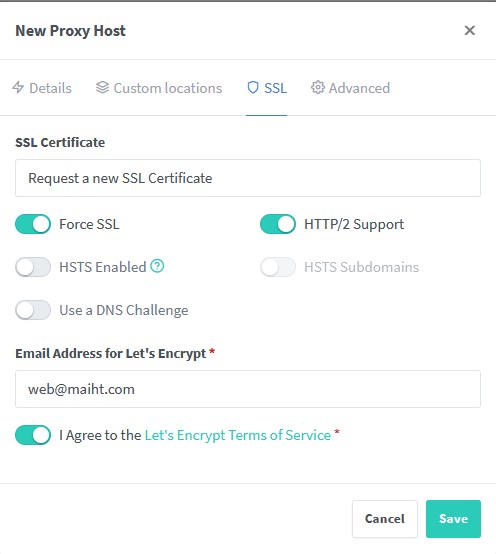 New Proxy Host
Details Custom locations SSL Advanced
SSL Certificate
Request a new SSL Certificate
Force SSL HTTP/2 Support
HSTS Enabled ? HSTS Subdomains
Use a DNS Challenge
Email Address for Let's Encrypt *
web@maiht.com
I Agree to the Let's Encrypt Terms of Service *
Cancel Save